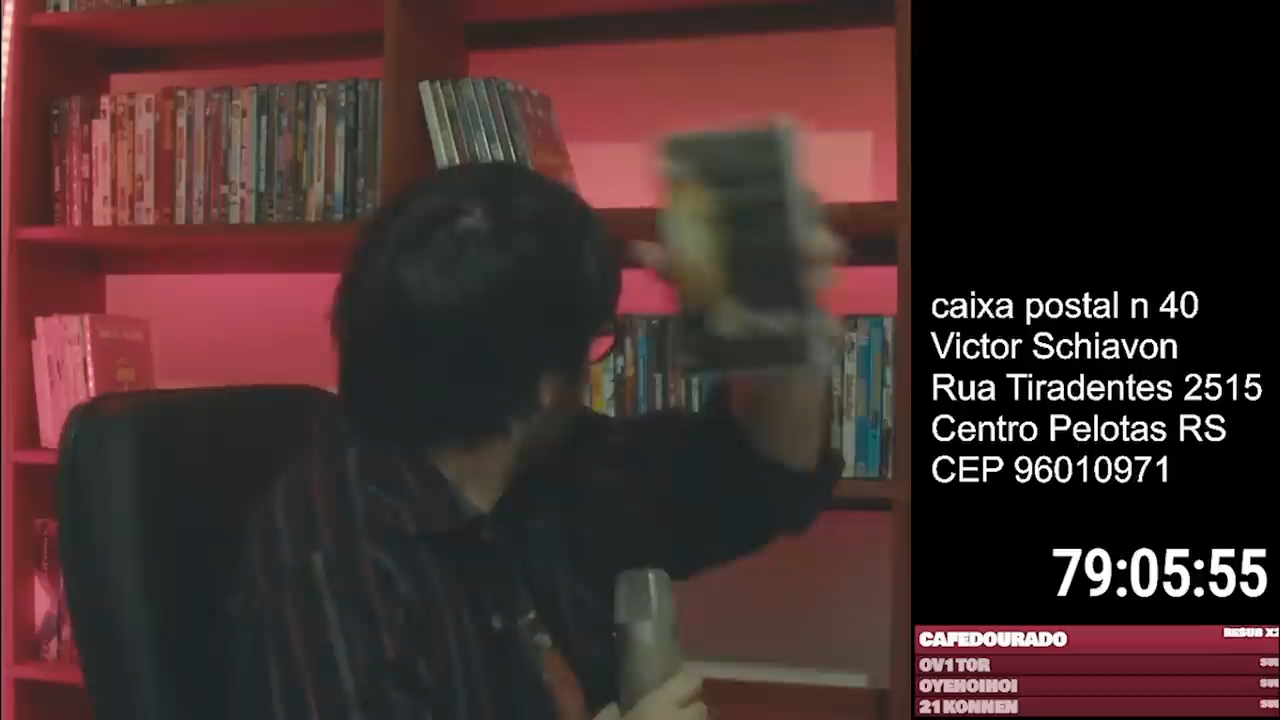 caixa postal n 40
Victor Schiavon
Rua Tiradentes 2515
Centro Pelotas RS
CEP 96010971
79:05:55
CAFEDOURADO
OV1TOR
OYEHOIHOI
21KONNEN